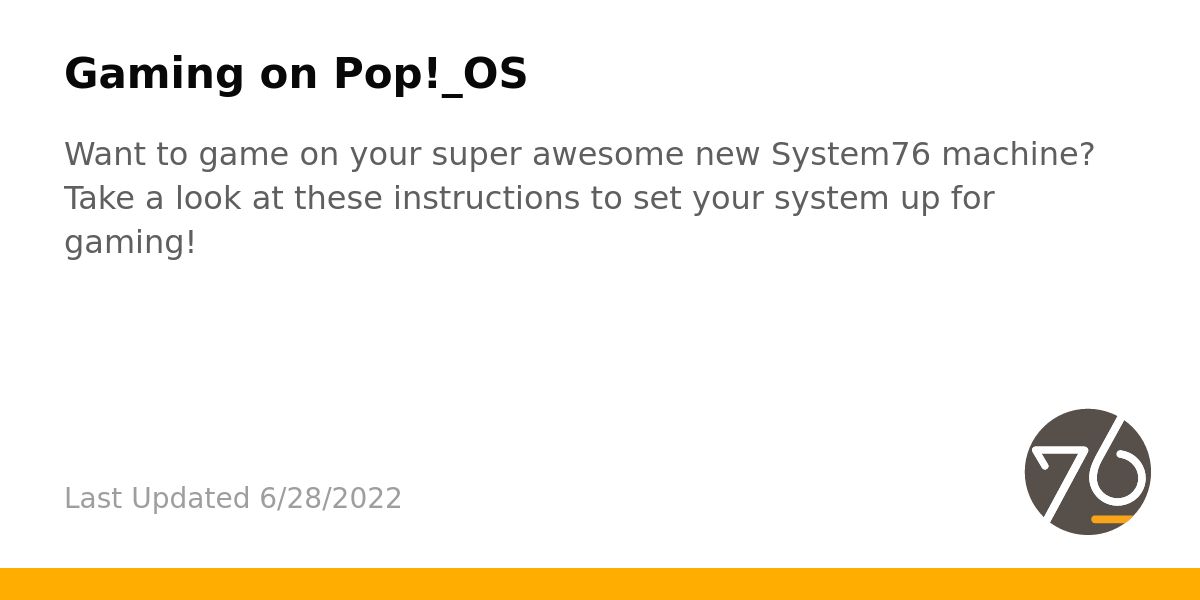 Gaming on Pop!_OS
Want to game on your super awesome new System76 machine?
Take a look at these instructions to set your system up for
gaming!
Last Updated 6/28/2022
76